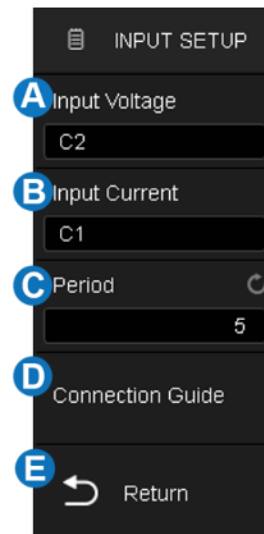 INPUT SETUP
A
Input Voltage
C2
B
Input Current
C1
C
Period
5
D
Connection Guide
E
Return